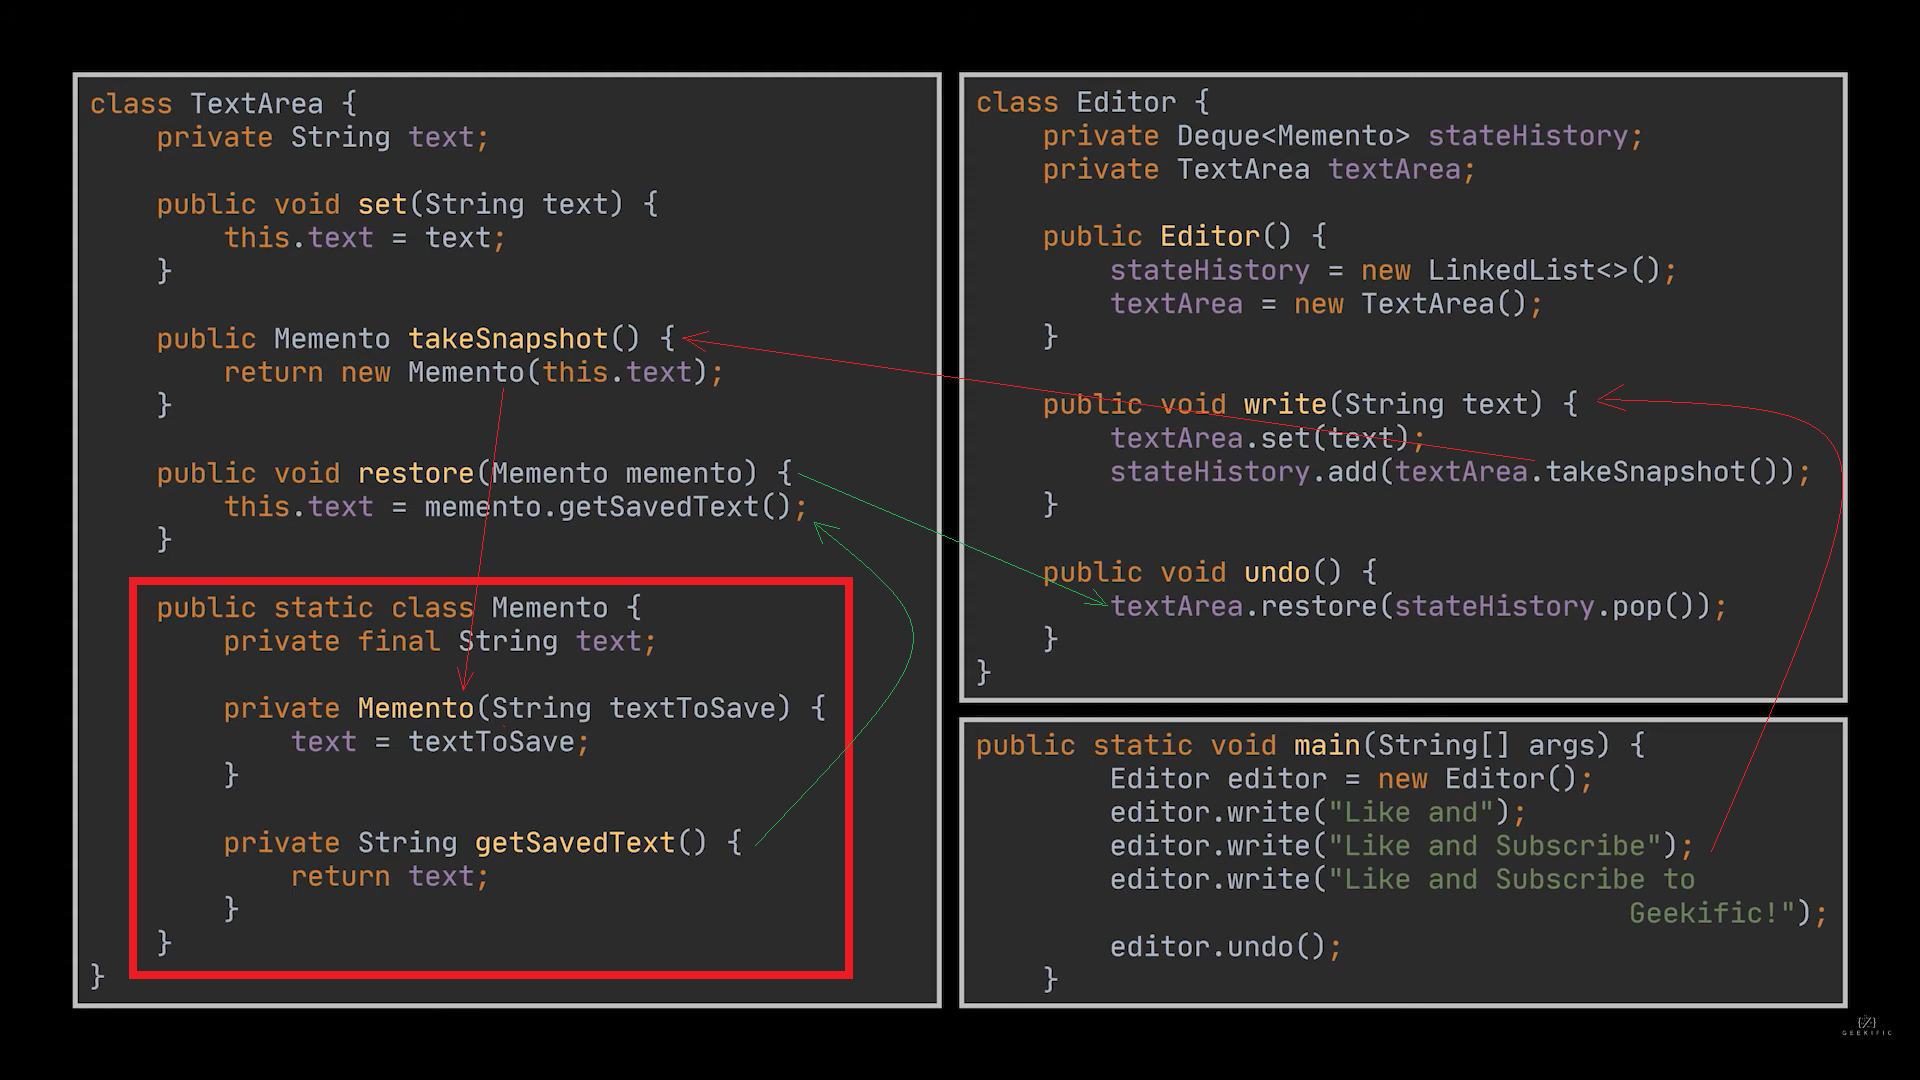 class TextArea {
    private String text;
    public void set(String text) {
        this.text = text;
    }
    public Memento takeSnapshot() {
        return new Memento(this.text);
    }
    public void restore(Memento memento) {
        this.text = memento.getSavedText();
    }
    public static class Memento {
        private final String text;
        private Memento(String textToSave) {
            text = textToSave;
        }
        private String getSavedText() {
            return text;
        }
    }
}
class Editor {
    private Deque<Memento> stateHistory;
    private TextArea textArea;
    public Editor() {
        stateHistory = new LinkedList<>();
        textArea = new TextArea();
    }
    public void write(String text) {
        textArea.set(text);
        stateHistory.add(textArea.takeSnapshot());
    }
    public void undo() {
        textArea.restore(stateHistory.pop());
    }
}
public static void main(String[] args) {
        Editor editor = new Editor();
        editor.write("Like and");
        editor.write("Like and Subscribe");
        editor.write("Like and Subscribe to
                                       Geekific!");
        editor.undo();
    }
GEEKIFIC